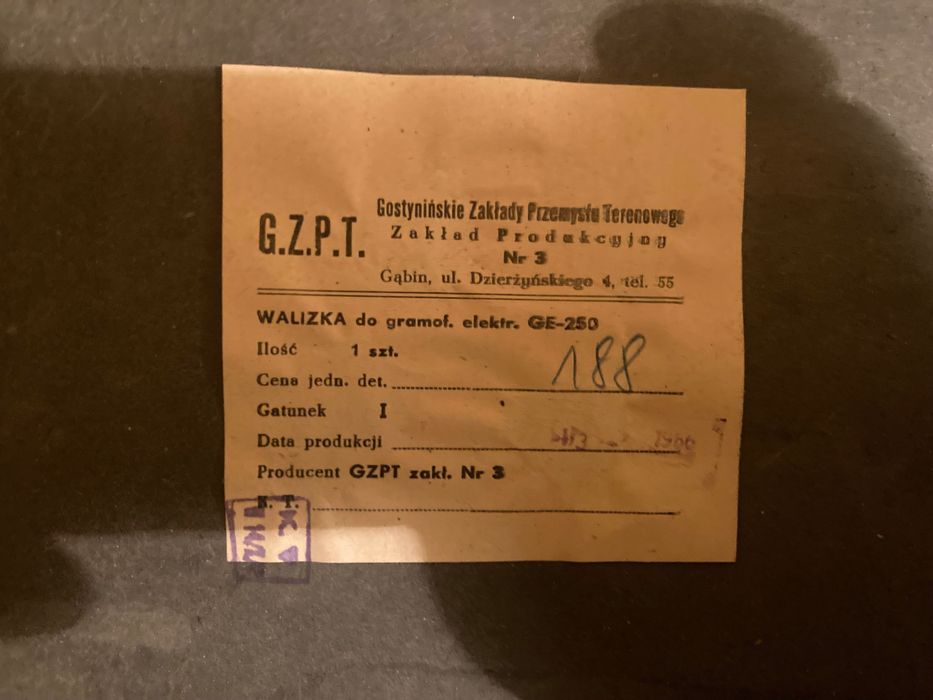 G.Z.P.T.
Gostynińskie Zakłady Przemysłu Terenowego
Zakład Produkcyjny
Nr 3
Gąbin, ul. Dzierżyńskiego 4, tel. 55
WALIZKA do gramof. elektr. GE-250
Ilość 1 szt.
Cena jedn. det. 188
Gatunek I
Data produkcji
Producent GZPT zakł. Nr 3
K. T.